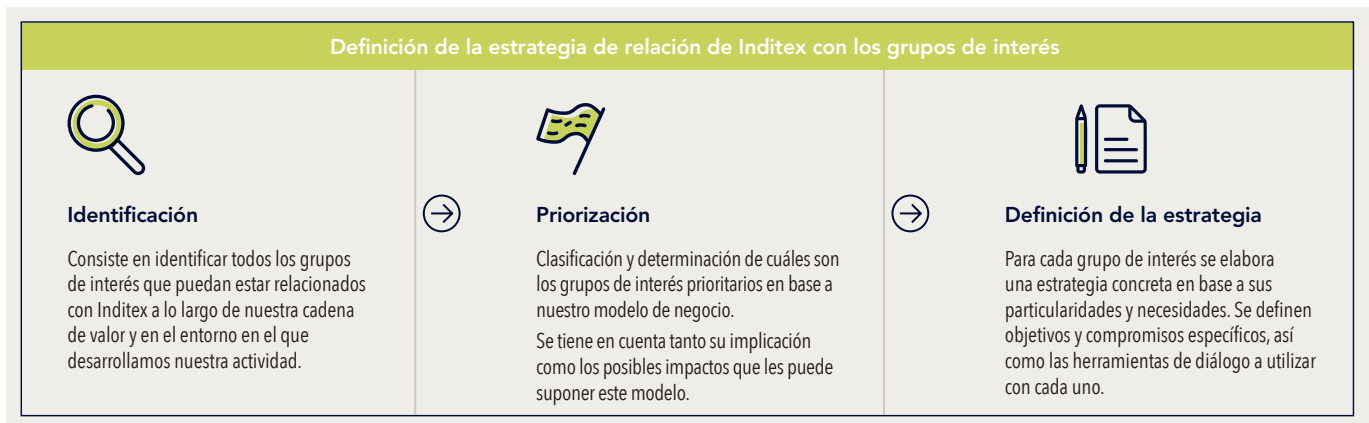 Definición de la estrategia de relación de Inditex con los grupos de interés
Identificación
Consiste en identificar todos los grupos
de interés que puedan estar relacionados
con Inditex a lo largo de nuestra cadena
de valor y en el entorno en el que
desarrollamos nuestra actividad.
Priorización
Clasificación y determinación de cuáles son
los grupos de interés prioritarios en base a
nuestro modelo de negocio.
Se tiene en cuenta tanto su implicación
como los posibles impactos que les puede
suponer este modelo.
Definición de la estrategia
Para cada grupo de interés se elabora
una estrategia concreta en base a sus
particularidades y necesidades. Se definen
objetivos y compromisos específicos, así
como las herramientas de diálogo a utilizar
con cada uno.